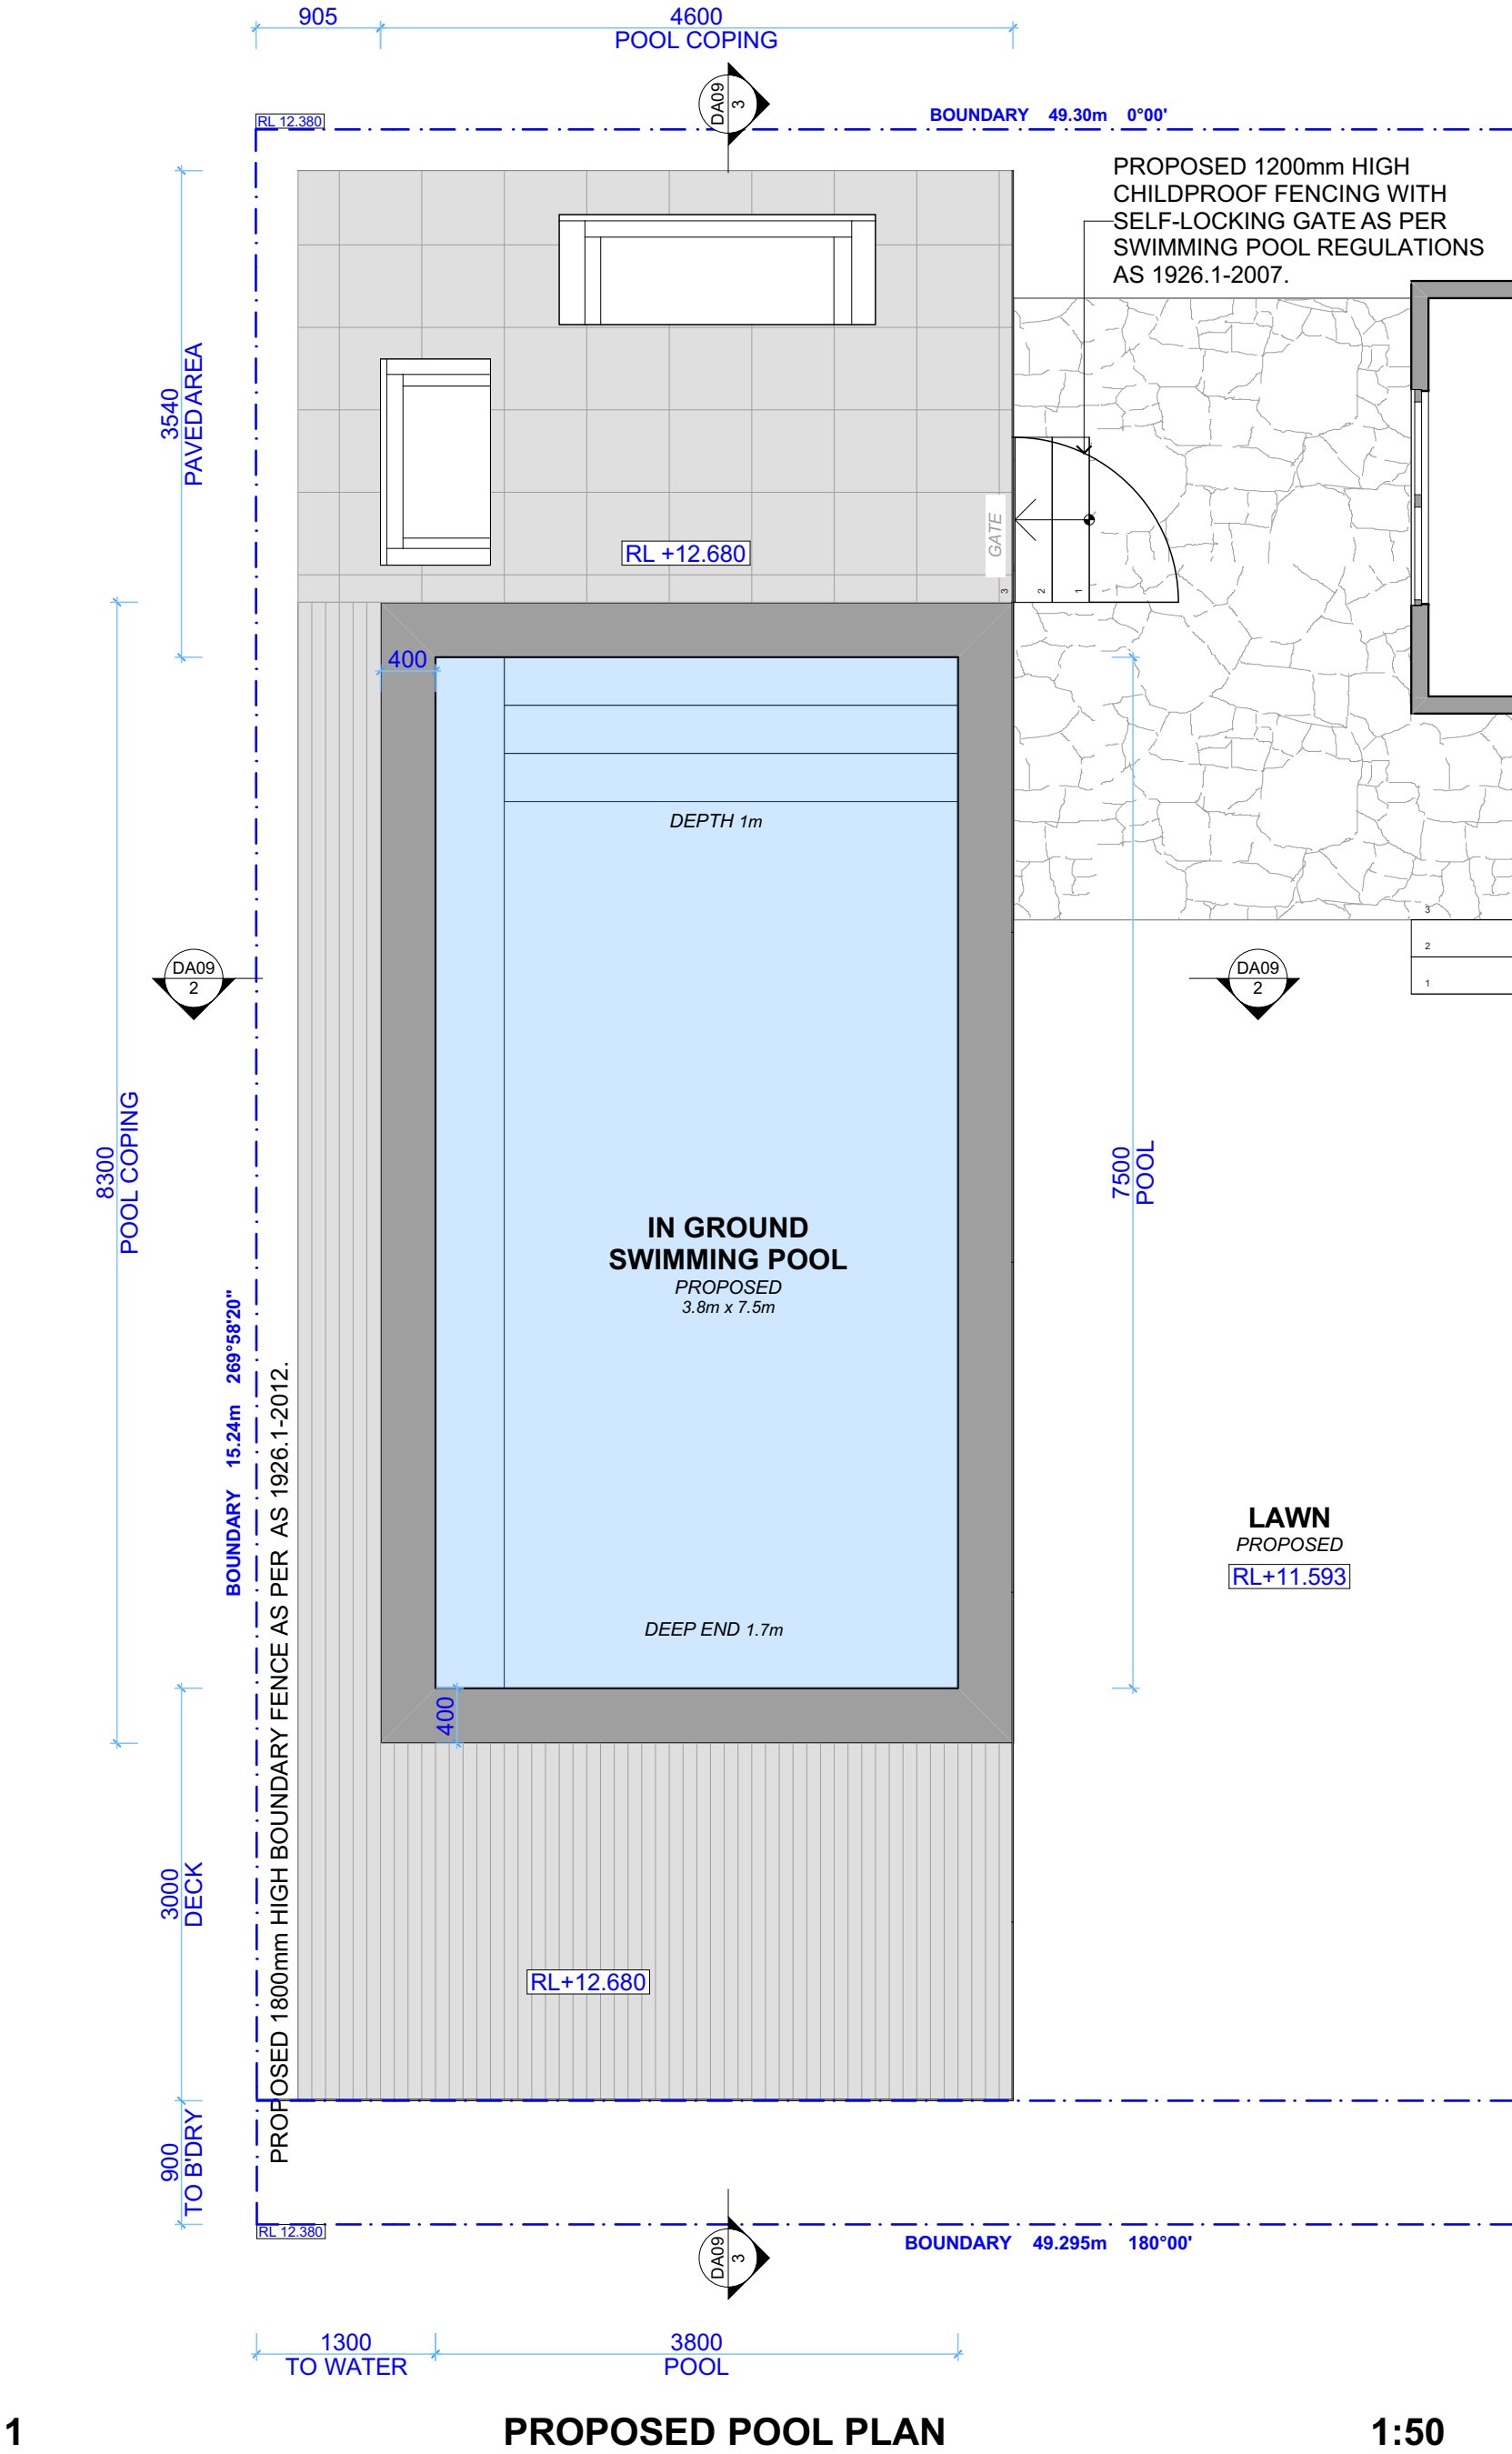 905
4600
POOL COPING
DA09
3
RL 12.380
BOUNDARY 49.30m 0°00'
PROPOSED 1200mm HIGH
CHILDPROOF FENCING WITH
SELF-LOCKING GATE AS PER
SWIMMING POOL REGULATIONS
AS 1926.1-2007.
3540
PAVED AREA
GATE
RL +12.680
3
2
1
400
DEPTH 1m
3
2
1
DA09
2
DA09
2
8300
POOL COPING
7500
POOL
IN GROUND
SWIMMING POOL
PROPOSED
3.8m x 7.5m
BOUNDARY 15.24m 269°58'20"
PROPOSED 1800mm HIGH BOUNDARY FENCE AS PER AS 1926.1-2012.
LAWN
PROPOSED
RL+11.593
DEEP END 1.7m
400
3000
DECK
RL+12.680
900
TO B'DRY
RL 12.380
BOUNDARY 49.295m 180°00'
DA09
3
1300
TO WATER
3800
POOL
1
PROPOSED POOL PLAN
1:50